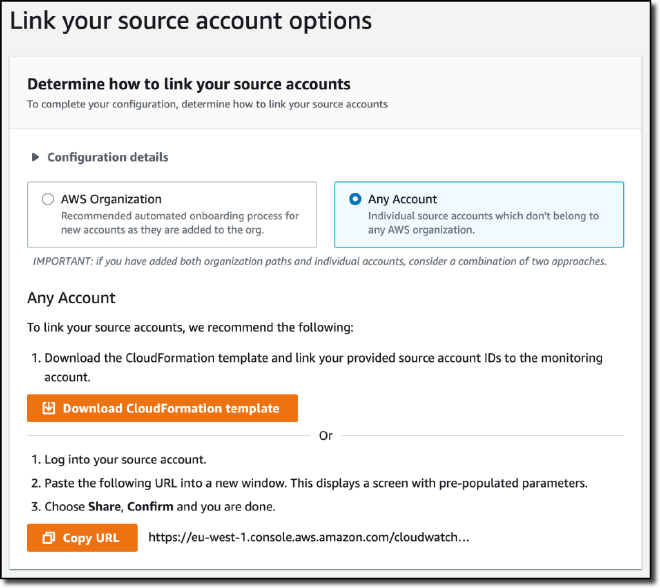 Link your source account options
Determine how to link your source accounts
To complete your configuration, determine how to link your source accounts
Configuration details
AWS Organization
Recommended automated onboarding process for
new accounts as they are added to the org.
Any Account
Individual source accounts which don't belong to
any AWS organization.
IMPORTANT: if you have added both organization paths and individual accounts, consider a combination of two approaches.
Any Account
To link your source accounts, we recommend the following:
1. Download the CloudFormation template and link your provided source account IDs to the monitoring
account.
Download CloudFormation template
Or
1. Log into your source account.
2. Paste the following URL into a new window. This displays a screen with pre-populated parameters.
3. Choose Share, Confirm and you are done.
Copy URL https://eu-west-1.console.aws.amazon.com/cloudwatch...